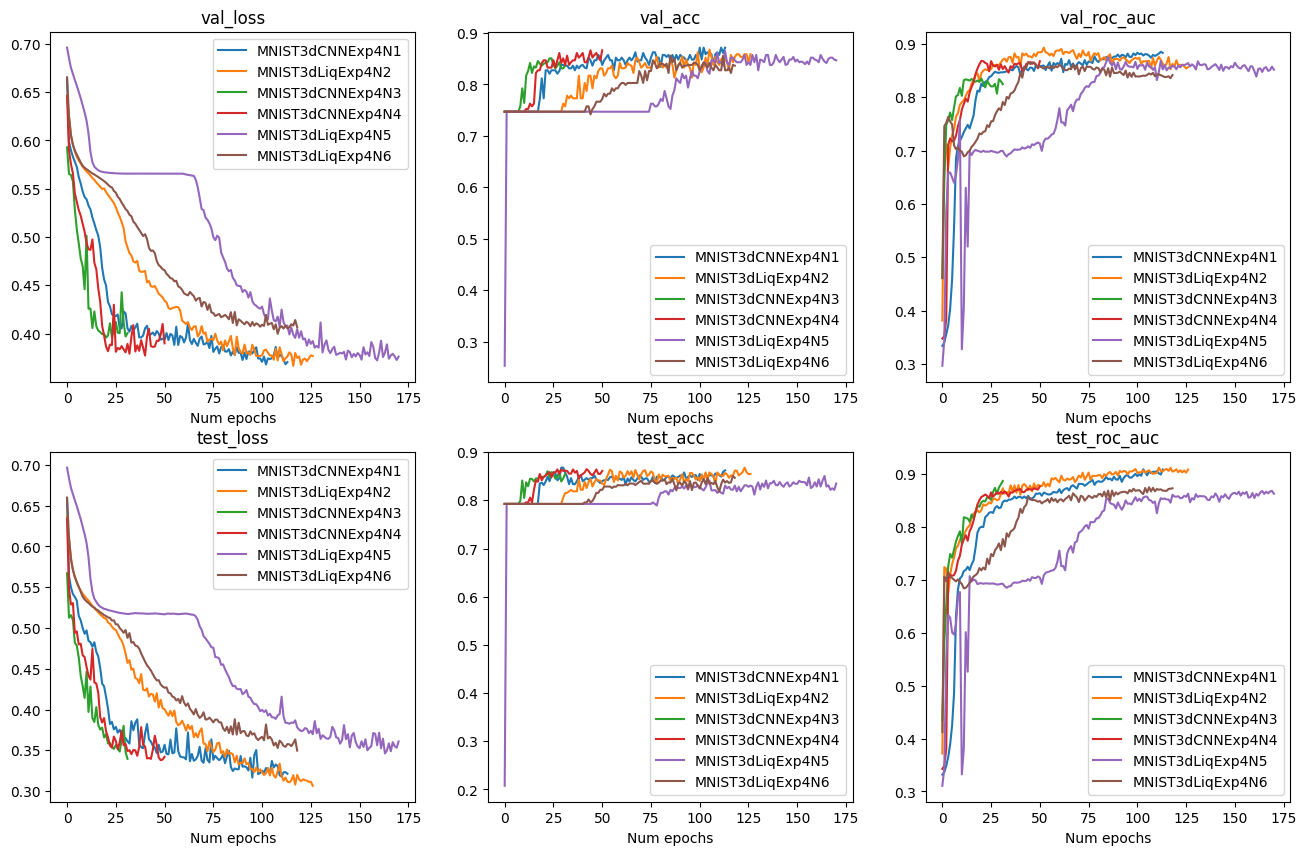 val_loss
0.70
0.65
0.60
0.55
0.50
0.45
0.40
0 25 50 75 100 125 150 175
Num epochs
MNIST3dCNNExp4N1
MNIST3dLiqExp4N2
MNIST3dCNNExp4N3
MNIST3dCNNExp4N4
MNIST3dLiqExp4N5
MNIST3dLiqExp4N6
val_acc
0.9
0.8
0.7
0.6
0.5
0.4
0.3
0 25 50 75 100 125 150 175
Num epochs
MNIST3dCNNExp4N1
MNIST3dLiqExp4N2
MNIST3dCNNExp4N3
MNIST3dCNNExp4N4
MNIST3dLiqExp4N5
MNIST3dLiqExp4N6
val_roc_auc
0.9
0.8
0.7
0.6
0.5
0.4
0.3
0 25 50 75 100 125 150 175
Num epochs
MNIST3dCNNExp4N1
MNIST3dLiqExp4N2
MNIST3dCNNExp4N3
MNIST3dCNNExp4N4
MNIST3dLiqExp4N5
MNIST3dLiqExp4N6
test_loss
0.70
0.65
0.60
0.55
0.50
0.45
0.40
0.35
0.30
0 25 50 75 100 125 150 175
Num epochs
MNIST3dCNNExp4N1
MNIST3dLiqExp4N2
MNIST3dCNNExp4N3
MNIST3dCNNExp4N4
MNIST3dLiqExp4N5
MNIST3dLiqExp4N6
test_acc
0.9
0.8
0.7
0.6
0.5
0.4
0.3
0.2
0 25 50 75 100 125 150 175
Num epochs
MNIST3dCNNExp4N1
MNIST3dLiqExp4N2
MNIST3dCNNExp4N3
MNIST3dCNNExp4N4
MNIST3dLiqExp4N5
MNIST3dLiqExp4N6
test_roc_auc
0.9
0.8
0.7
0.6
0.5
0.4
0.3
0 25 50 75 100 125 150 175
Num epochs
MNIST3dCNNExp4N1
MNIST3dLiqExp4N2
MNIST3dCNNExp4N3
MNIST3dCNNExp4N4
MNIST3dLiqExp4N5
MNIST3dLiqExp4N6